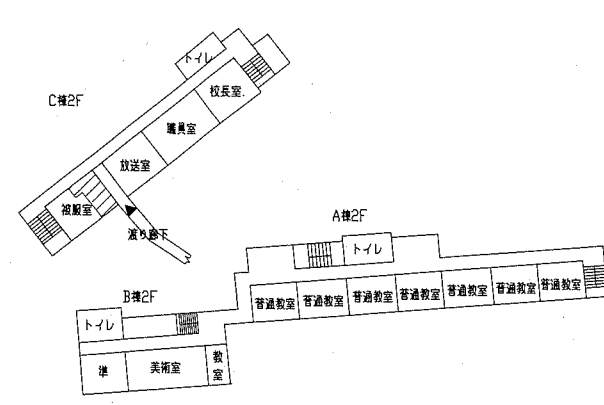 トイレ
校長室.
C棟2F
職員室
放送室
被服室
渡り廊下
A棟2F
トイレ
普通教室
普通教室
普通教室
普通教室
普通教室
普通教室
普通教室
B棟2F
トイレ
準
美術室
教室